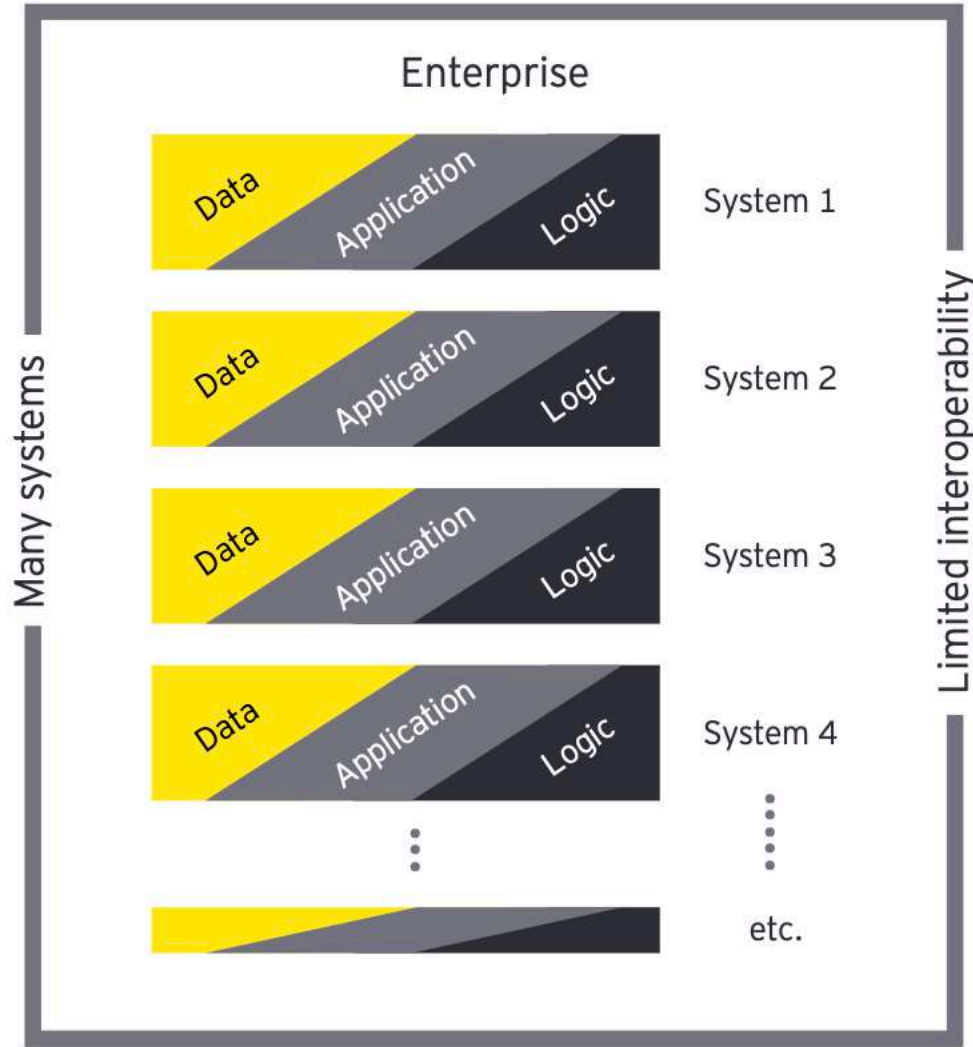 Enterprise
Data Application Logic System 1
Data Application Logic System 2
Data Application Logic System 3
Data Application Logic System 4
etc.
Many systems
Limited interoperability